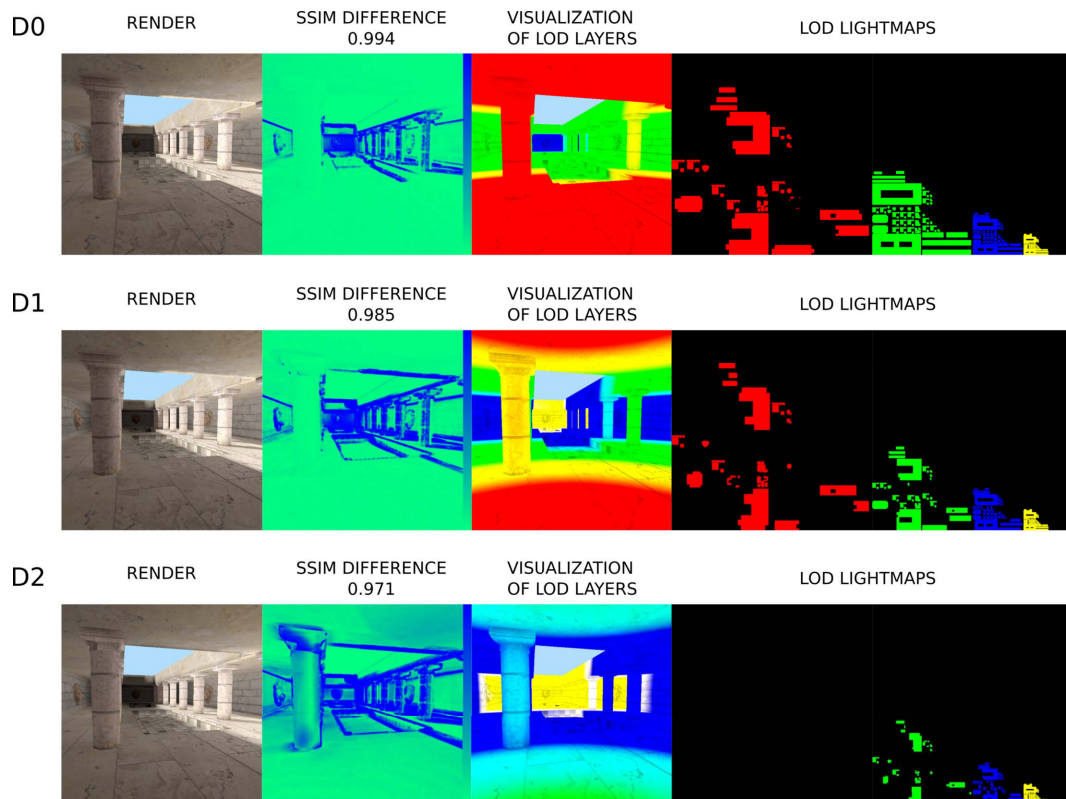 D0
RENDER
SSIM DIFFERENCE
0.994
VISUALIZATION
OF LOD LAYERS
LOD LIGHTMAPS
D1
RENDER
SSIM DIFFERENCE
0.985
VISUALIZATION
OF LOD LAYERS
LOD LIGHTMAPS
D2
RENDER
SSIM DIFFERENCE
0.971
VISUALIZATION
OF LOD LAYERS
LOD LIGHTMAPS